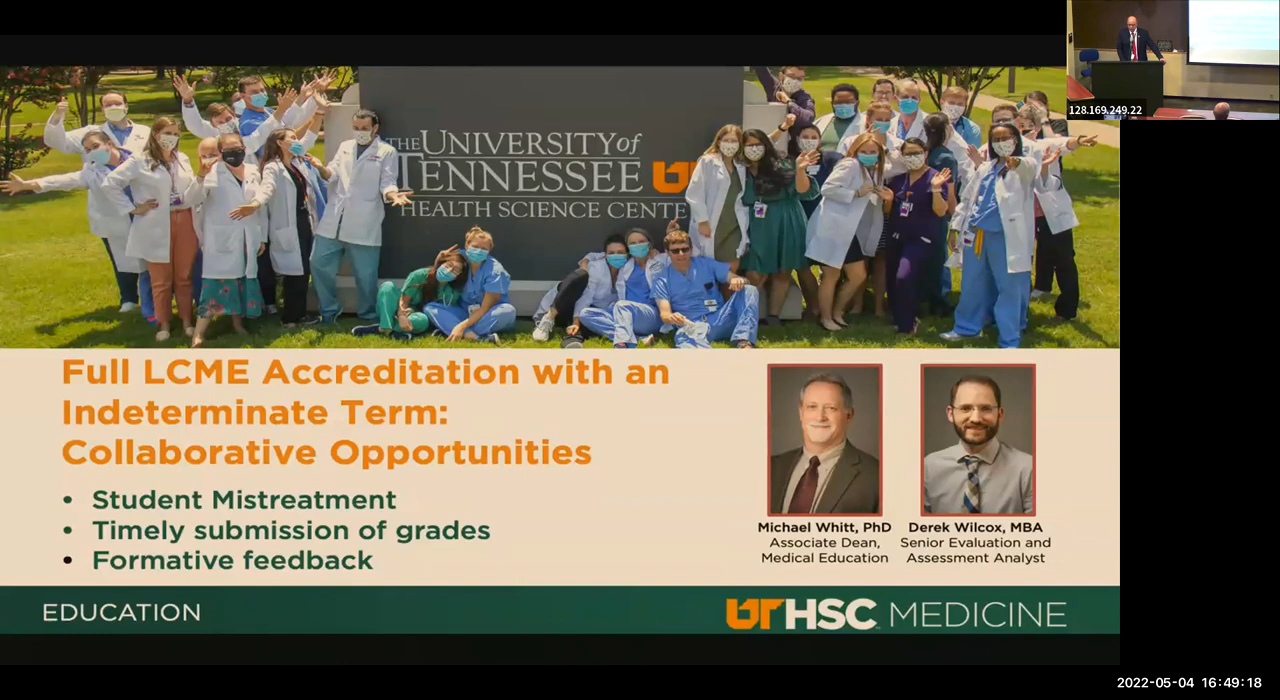 128.169.249.22
THE UNIVERSITY of
TENNESSEE UT
HEALTH SCIENCE CENTE
Full LCME Accreditation with an
Indeterminate Term:
Collaborative Opportunities
• Student Mistreatment
• Timely submission of grades
• Formative feedback
Michael Whitt, PhD
Associate Dean,
Medical Education
Derek Wilcox, MBA
Senior Evaluation and
Assessment Analyst
EDUCATION
UTHSC MEDICINE
2022-05-04 16:49:18